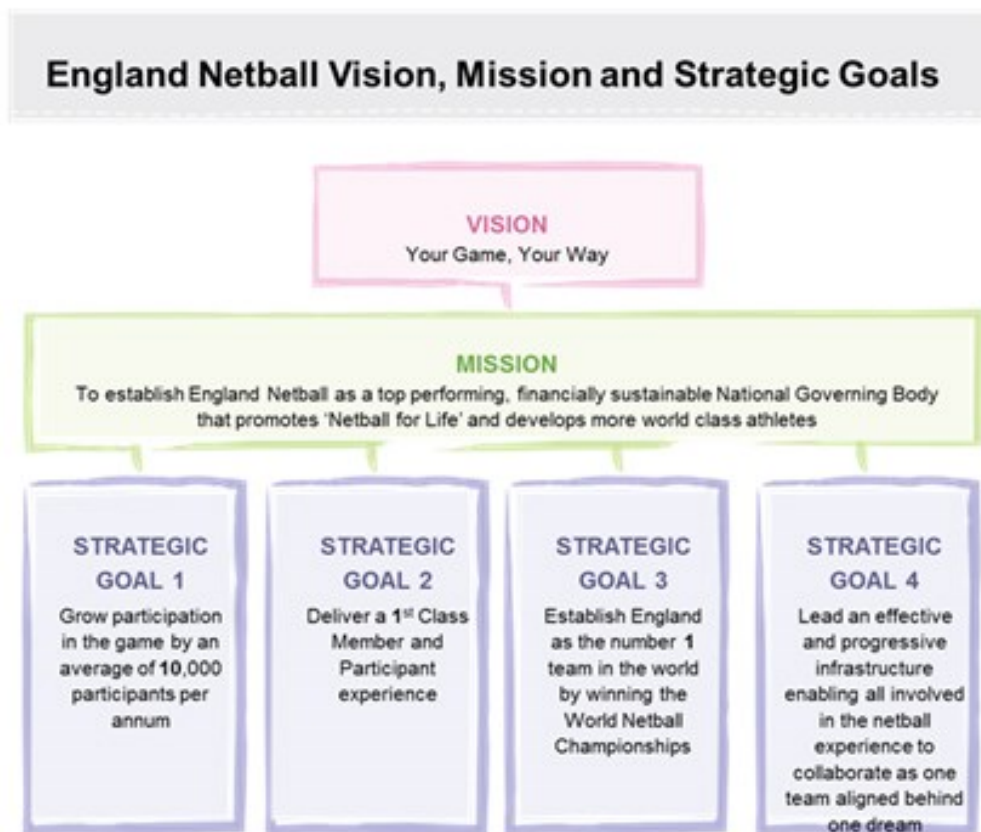 England Netball Vision, Mission and Strategic Goals
VISION
Your Game, Your Way
MISSION
To establish England Netball as a top performing, financially sustainable National Governing Body
that promotes ‘Netball for Life’ and develops more world class athletes
STRATEGIC
GOAL 1
Grow participation
in the game by an
average of 10,000
participants per
annum
STRATEGIC
GOAL 2
Deliver a 1st Class
Member and
Participant
experience
STRATEGIC
GOAL 3
Establish England
as the number 1
team in the world
by winning the
World Netball
Championships
STRATEGIC
GOAL 4
Lead an effective
and progressive
infrastructure
enabling all involved
in the netball
experience to
collaborate as one
team aligned behind
one dream